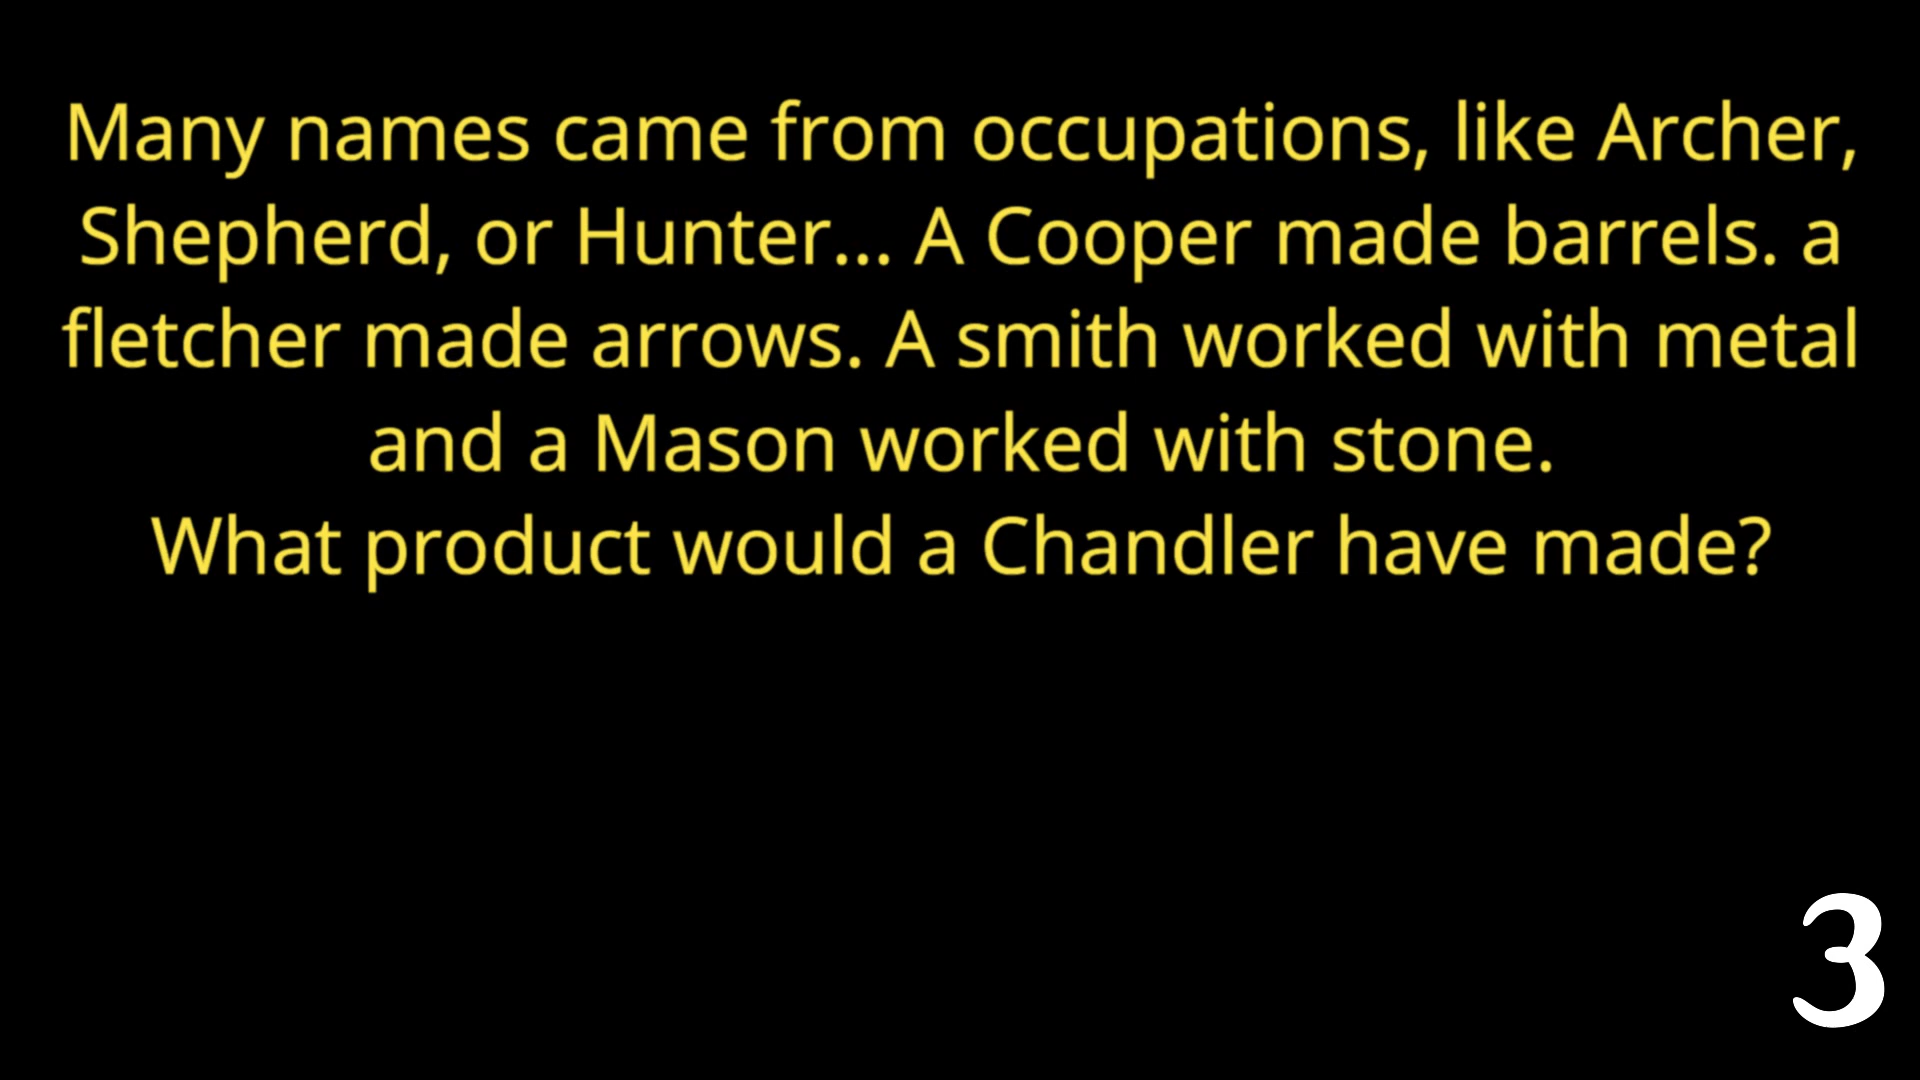 Many names came from occupations, like Archer,
Shepherd, or Hunter... A Cooper made barrels. a
fletcher made arrows. A smith worked with metal
and a Mason worked with stone.
What product would a Chandler have made?
3